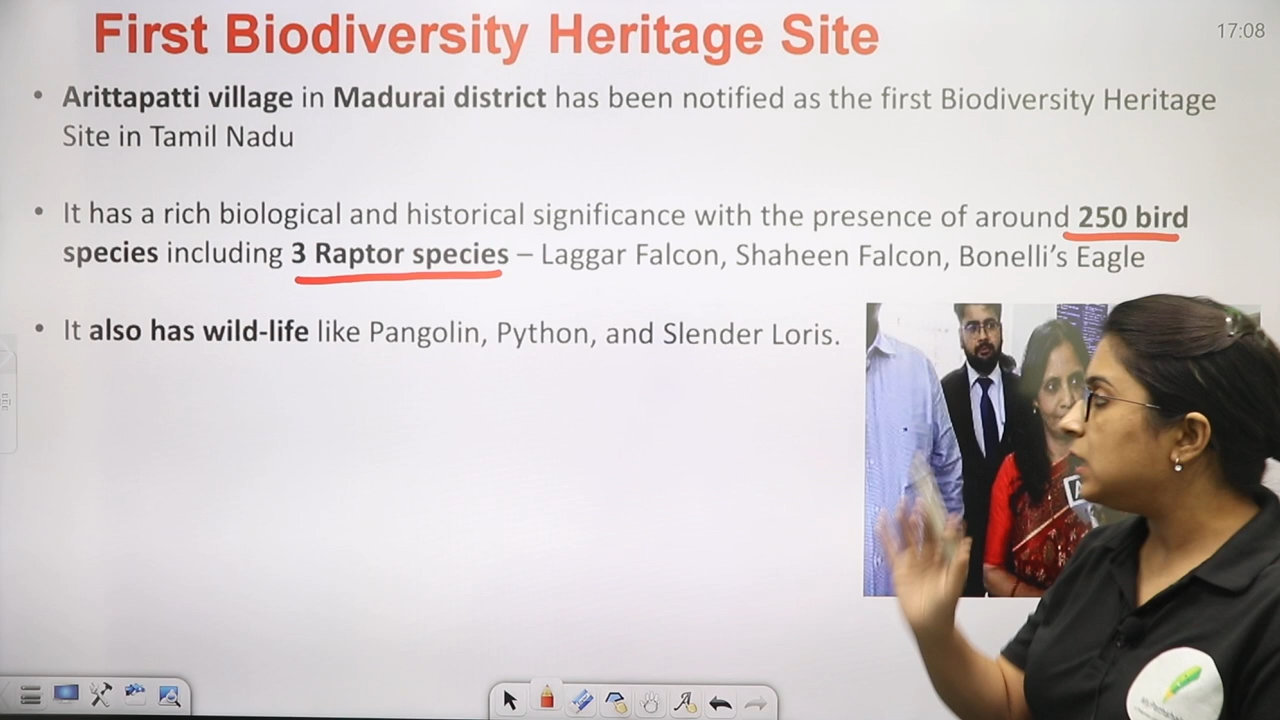 First Biodiversity Heritage Site
17:08
• Arittapatti village in Madurai district has been notified as the first Biodiversity Heritage
Site in Tamil Nadu
• It has a rich biological and historical significance with the presence of around 250 bird
species including 3 Raptor species – Laggar Falcon, Shaheen Falcon, Bonelli’s Eagle
• It also has wild-life like Pangolin, Python, and Slender Loris.